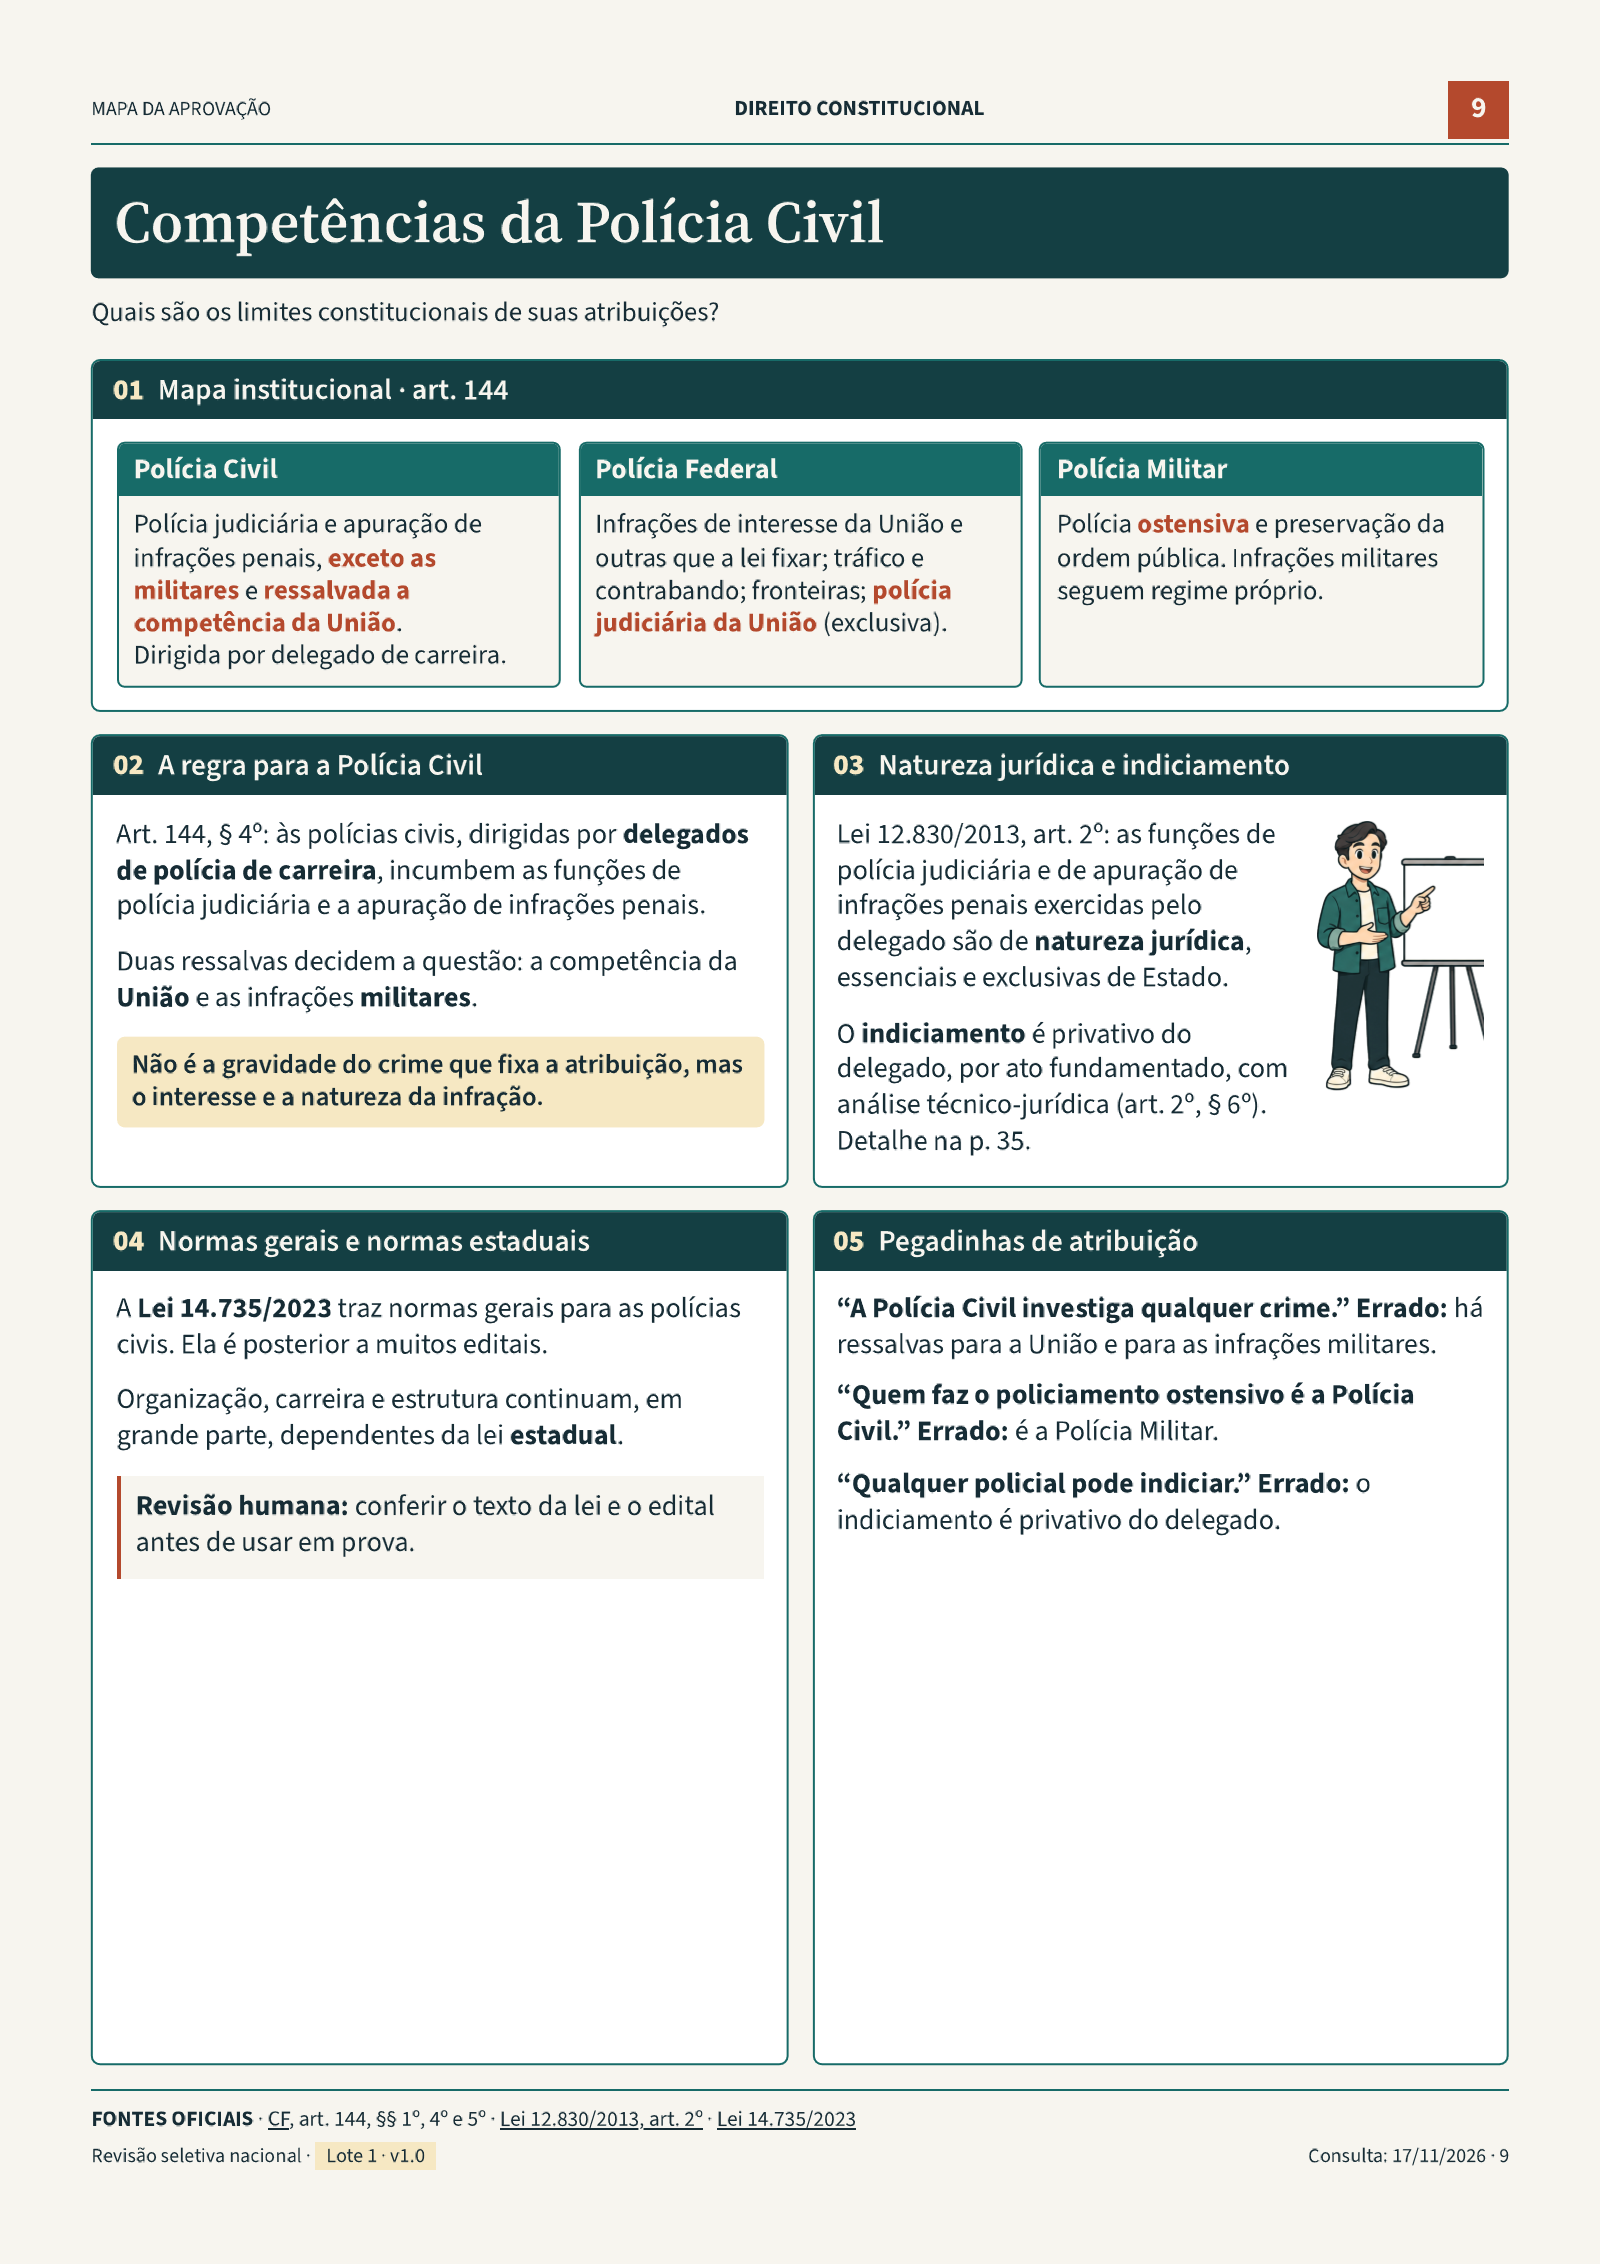 MAPA DA APROVAÇÃO
DIREITO CONSTITUCIONAL
9
Competências da Polícia Civil
Quais são os limites constitucionais de suas atribuições?
01 Mapa institucional · art. 144
Polícia Civil
Polícia judiciária e apuração de
infrações penais, exceto as
militares e ressalvada a
competência da União.
Dirigida por delegado de carreira.
Polícia Federal
Infrações de interesse da União e
outras que a lei fixar; tráfico e
contrabando; fronteiras; polícia
judiciária da União (exclusiva).
Polícia Militar
Polícia ostensiva e preservação da
ordem pública. Infrações militares
seguem regime próprio.
02 A regra para a Polícia Civil
Art. 144, § 4º: às polícias civis, dirigidas por delegados
de polícia de carreira, incumbem as funções de
polícia judiciária e a apuração de infrações penais.
Duas ressalvas decidem a questão: a competência da
União e as infrações militares.
Não é a gravidade do crime que fixa a atribuição, mas
o interesse e a natureza da infração.
03 Natureza jurídica e indiciamento
Lei 12.830/2013, art. 2º: as funções de
polícia judiciária e de apuração de
infrações penais exercidas pelo
delegado são de natureza jurídica,
essenciais e exclusivas de Estado.
O indiciamento é privativo do
delegado, por ato fundamentado, com
análise técnico-jurídica (art. 2º, § 6º).
Detalhe na p. 35.
04 Normas gerais e normas estaduais
A Lei 14.735/2023 traz normas gerais para as polícias
civis. Ela é posterior a muitos editais.
Organização, carreira e estrutura continuam, em
grande parte, dependentes da lei estadual.
Revisão humana: conferir o texto da lei e o edital
antes de usar em prova.
05 Pegadinhas de atribuição
“A Polícia Civil investiga qualquer crime.” Errado: há
ressalvas para a União e para as infrações militares.
“Quem faz o policiamento ostensivo é a Polícia
Civil.” Errado: é a Polícia Militar.
“Qualquer policial pode indiciar.” Errado: o
indiciamento é privativo do delegado.
FONTES OFICIAIS · CF, art. 144, §§ 1º, 4º e 5º · Lei 12.830/2013, art. 2º · Lei 14.735/2023
Revisão seletiva nacional · Lote 1 · v1.0
Consulta: 17/11/2026 · 9